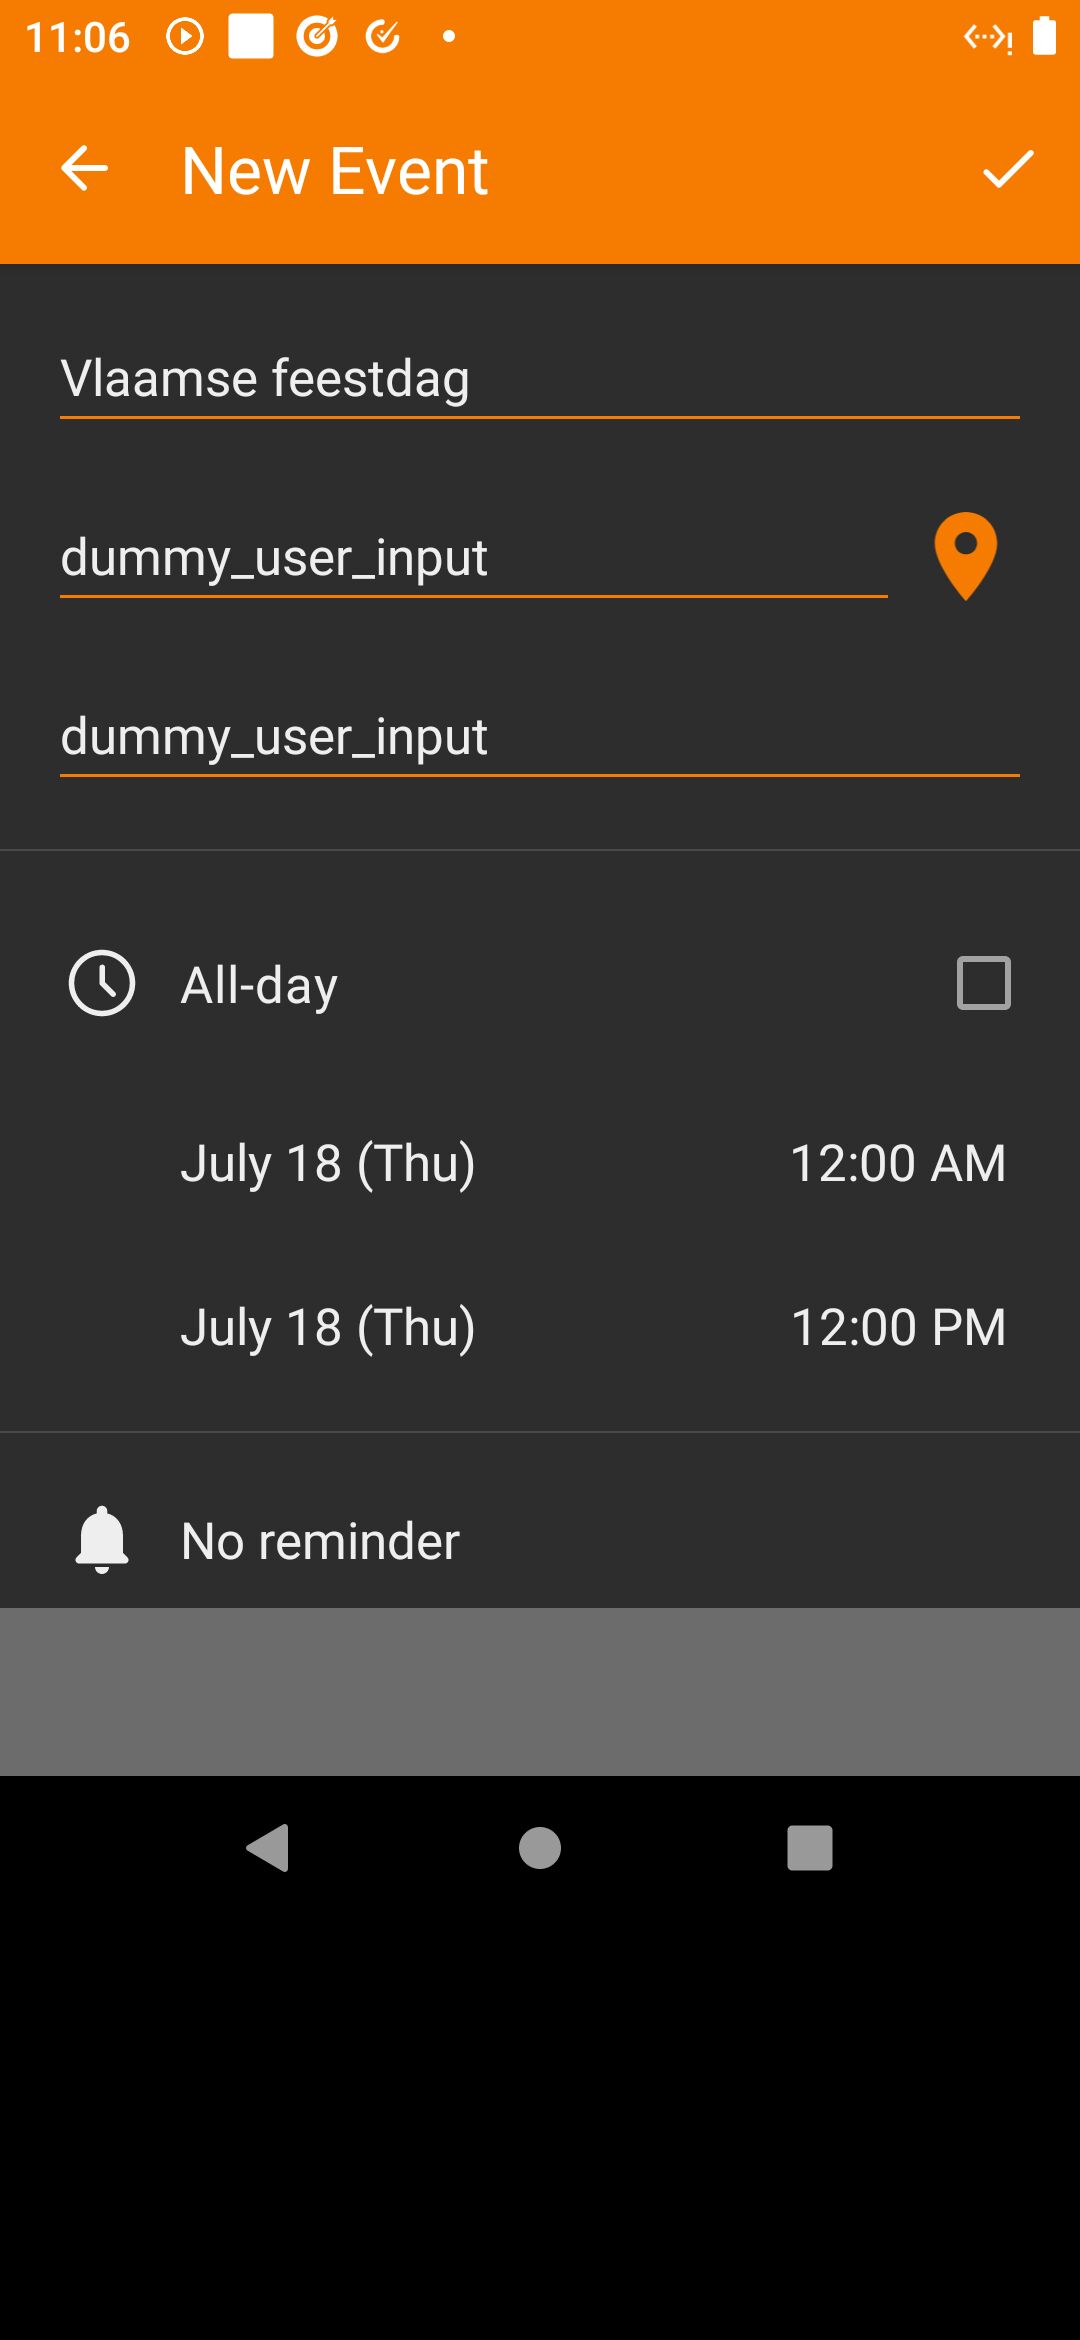 11:06
New Event
Vlaamse feestdag
dummy_user_input
dummy_user_input
All-day
July 18 (Thu) 12:00 AM
July 18 (Thu) 12:00 PM
No reminder